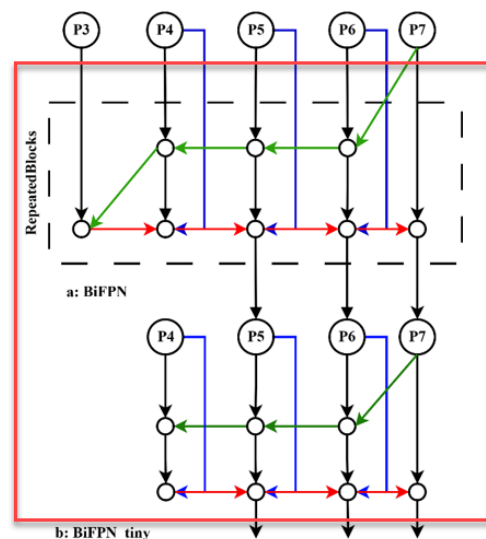 P3 P4 P5 P6 P7
RepeatedBlocks
a: BiFPN
P4 P5 P6 P7
b: BiFPN_tiny